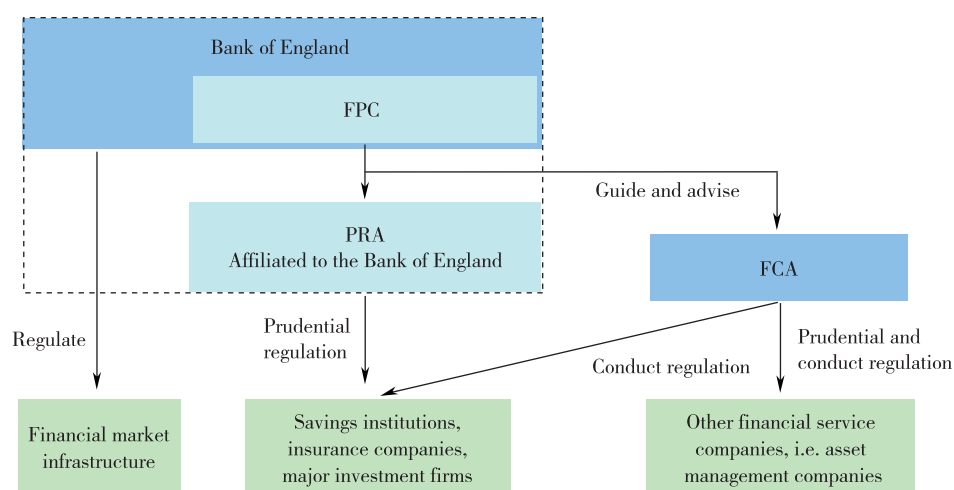 Bank of England
FPC
Guide and advise
PRA
Affiliated to the Bank of England
FCA
Regulate
Prudential
regulation
Conduct regulation
Prudential and
conduct regulation
Financial market
infrastructure
Savings institutions,
insurance companies,
major investment firms
Other financial service
companies, i.e. asset
management companies